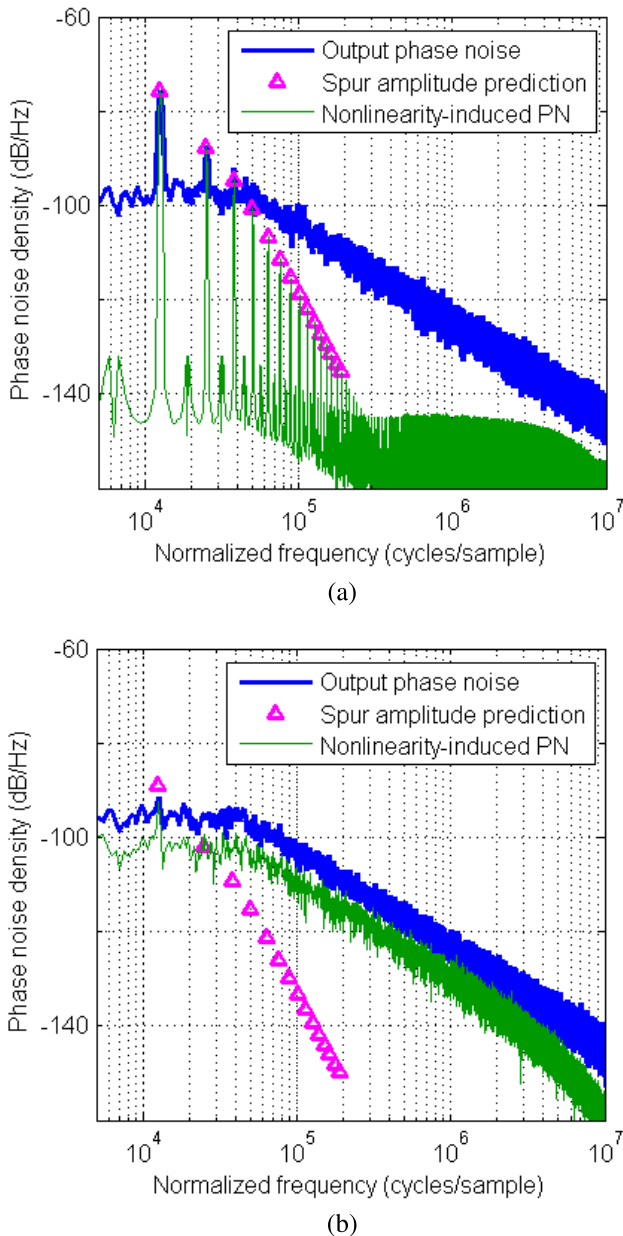 -60
Output phase noise
Spur amplitude prediction
Nonlinearity-induced PN
Phase noise density (dB/Hz)
-100
-140
10^4 10^5 10^6 10^7
Normalized frequency (cycles/sample)
(a)
-60
Output phase noise
Spur amplitude prediction
Nonlinearity-induced PN
Phase noise density (dB/Hz)
-100
-140
10^4 10^5 10^6 10^7
Normalized frequency (cycles/sample)
(b)